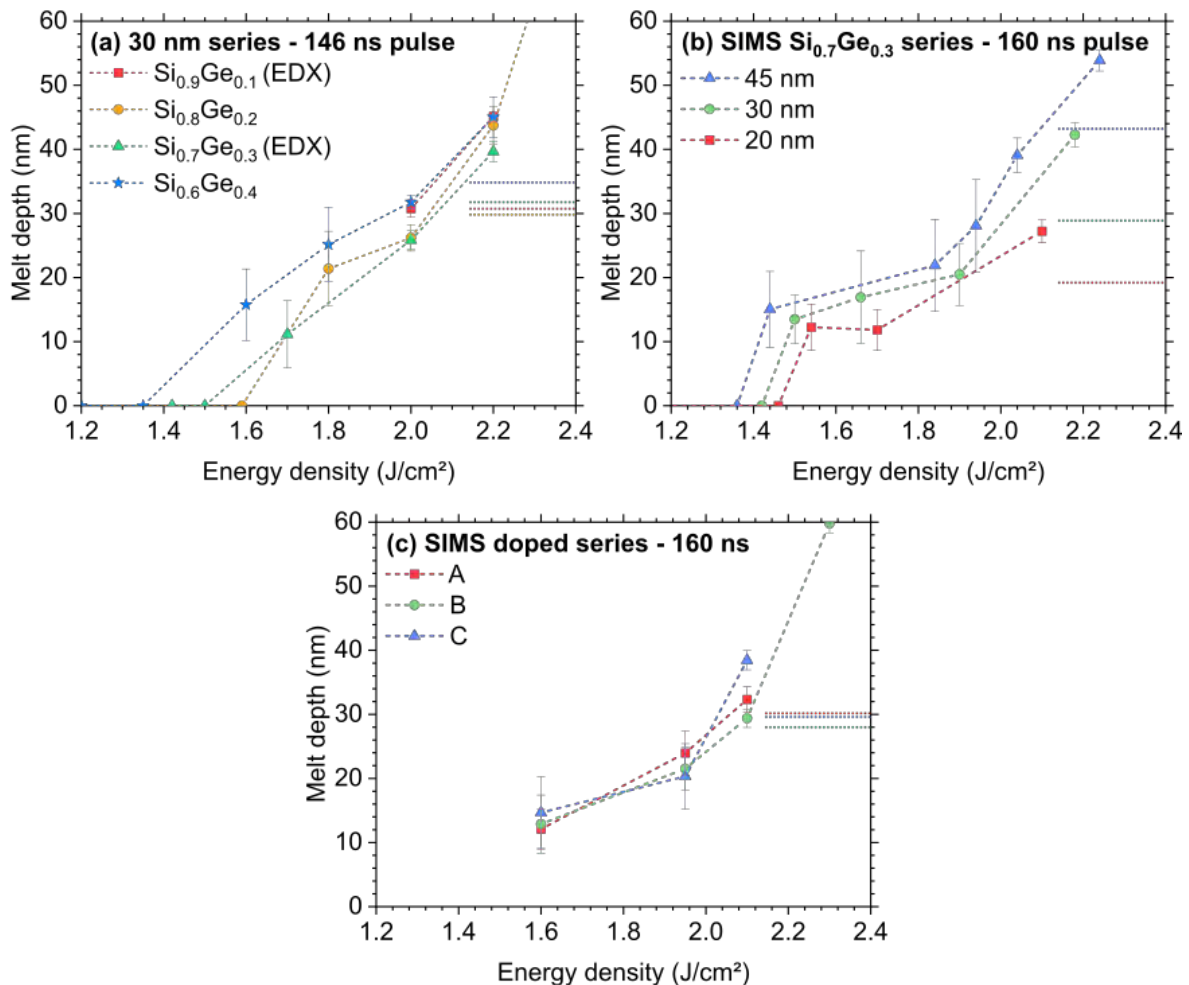 (a) 30 nm series - 146 ns pulse
Si0.9Ge0.1 (EDX)
Si0.8Ge0.2
Si0.7Ge0.3 (EDX)
Si0.6Ge0.4
Melt depth (nm)
60
50
40
30
20
10
0
1.2 1.4 1.6 1.8 2.0 2.2 2.4
Energy density (J/cm²)
(b) SIMS Si0.7Ge0.3 series - 160 ns pulse
45 nm
30 nm
20 nm
Melt depth (nm)
60
50
40
30
20
10
0
1.2 1.4 1.6 1.8 2.0 2.2 2.4
Energy density (J/cm²)
(c) SIMS doped series - 160 ns
A
B
C
Melt depth (nm)
60
50
40
30
20
10
0
1.2 1.4 1.6 1.8 2.0 2.2 2.4
Energy density (J/cm²)